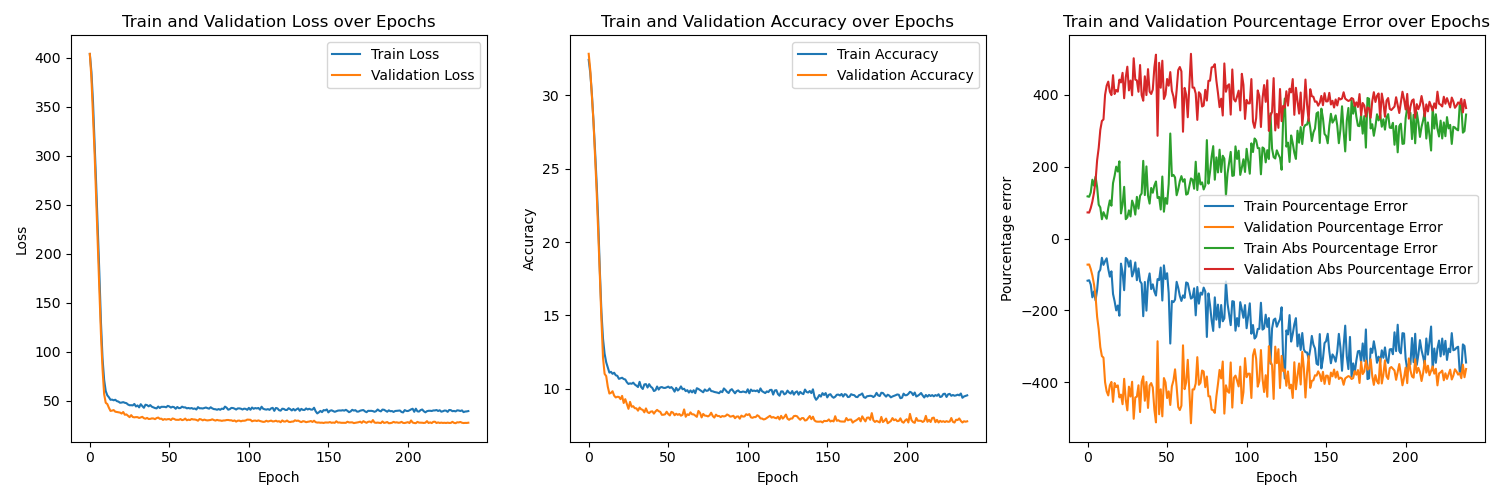 Train and Validation Loss over Epochs
Train Loss
Validation Loss
Loss
400
350
300
250
200
150
100
50
0
50
100
150
200
Epoch
Train and Validation Accuracy over Epochs
Train Accuracy
Validation Accuracy
Accuracy
30
25
20
15
10
0
50
100
150
200
Epoch
Train and Validation Pourcentage Error over Epochs
Train Pourcentage Error
Validation Pourcentage Error
Train Abs Pourcentage Error
Validation Abs Pourcentage Error
Pourcentage error
400
200
0
−200
−400
0
50
100
150
200
Epoch